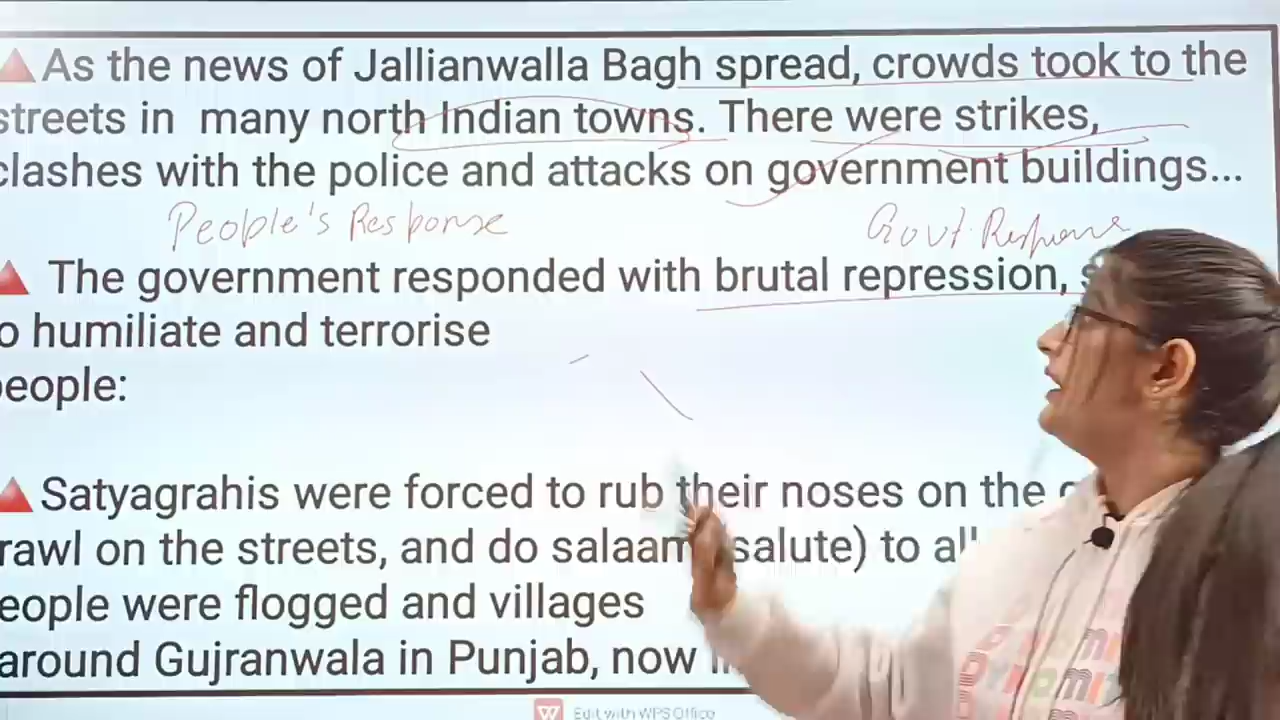 As the news of Jallianwalla Bagh spread, crowds took to the
streets in many north Indian towns. There were strikes,
clashes with the police and attacks on government buildings...
People's Response Govt. Response
The government responded with brutal repression,
o humiliate and terrorise
people:
Satyagrahis were forced to rub their noses on the
rawl on the streets, and do salaam (salute) to all
eople were flogged and villages
around Gujranwala in Punjab, now
Edit with WPS Office